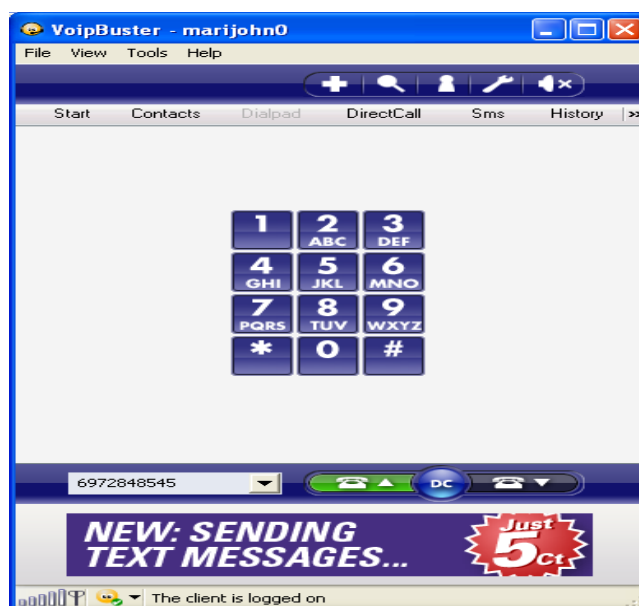 VoipBuster - marijohn0
File View Tools Help
Start Contacts Dialpad DirectCall Sms History »
1 2 ABC 3 DEF
4 GHI 5 JKL 6 MNO
7 PQRS 8 TUV 9 WXYZ
* 0 #
6972848545 DC
NEW: SENDING
TEXT MESSAGES...
Just
5ct
The client is logged on